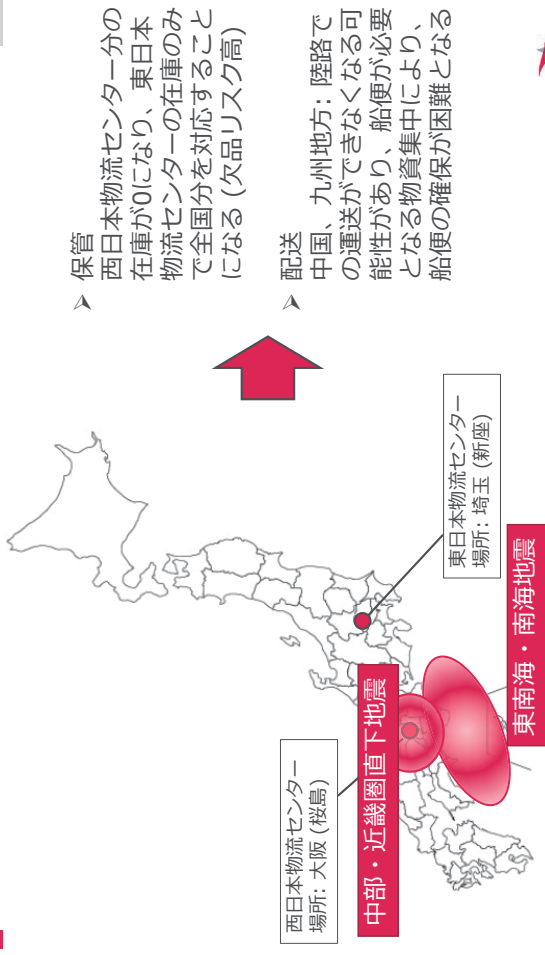 西日本物流センター
場所: 大阪 (桜島)
中部・近畿圏直下地震
東日本物流センター
場所: 埼玉 (新座)
東南海・南海地震
➢ 保管
西日本物流センター分の
在庫が0になり、東日本
物流センターの在庫のみ
で全国分を対応すること
になる (欠品リスク高)
➢ 配送
中国、九州地方: 陸路で
の運送ができなくなる可
能性があり、船便が必要
となる物資集中により、
船便の確保が困難となる